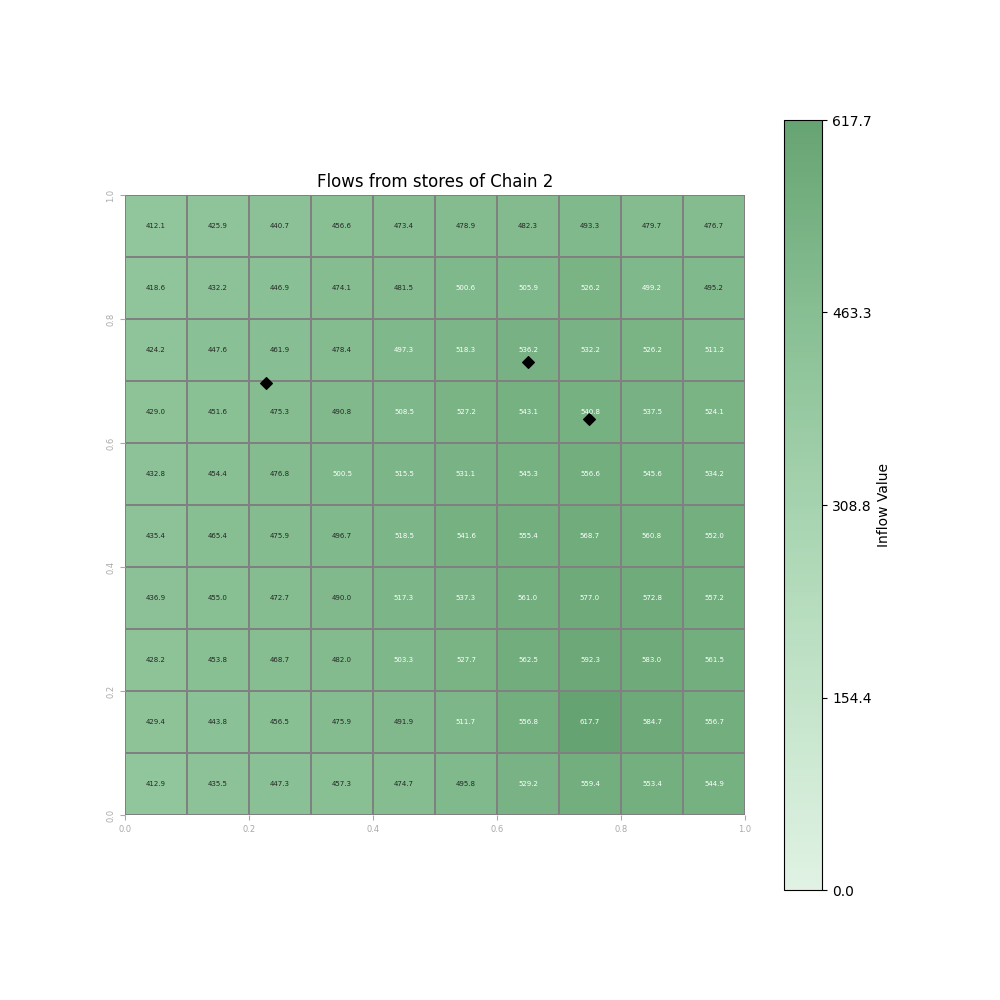 Flows from stores of Chain 2
1.0
412.1 425.9 440.7 456.6 473.4 478.9 482.3 493.3 479.7 476.7
418.6 432.2 446.9 474.1 481.5 500.6 505.9 526.2 499.2 495.2
0.8
424.2 447.6 461.9 478.4 497.3 518.3 536.2 532.2 526.2 511.2
429.0 451.6 475.3 490.8 508.5 527.2 543.1 540.8 537.5 524.1
0.6
432.8 454.4 476.8 500.5 515.5 531.1 545.3 556.6 545.6 534.2
435.4 465.4 475.9 496.7 518.5 541.6 555.4 568.7 560.8 552.0
0.4
436.9 455.0 472.7 490.0 517.3 537.3 561.0 577.0 572.8 557.2
428.2 453.8 468.7 482.0 503.3 527.7 562.5 592.3 583.0 561.5
0.2
429.4 443.8 456.5 475.9 491.9 511.7 556.8 617.7 584.7 556.7
412.9 435.5 447.3 457.3 474.7 495.8 529.2 559.4 553.4 544.9
0.0
0.0 0.2 0.4 0.6 0.8 1.0
617.7
463.3
308.8
154.4
0.0
Inflow Value